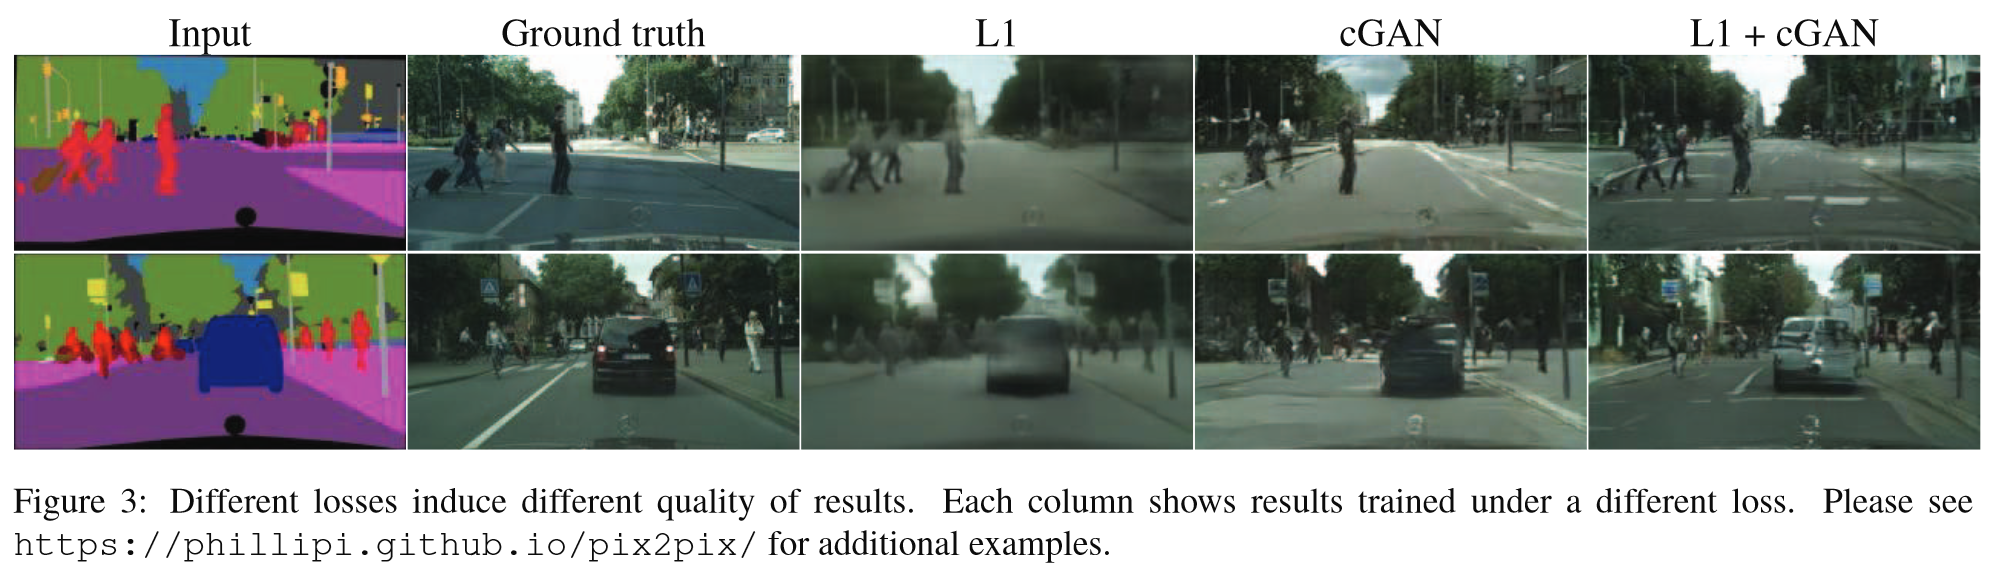 Input Ground truth L1 cGAN L1 + cGAN
Figure 3: Different losses induce different quality of results. Each column shows results trained under a different loss. Please see
https://phillipi.github.io/pix2pix/ for additional examples.